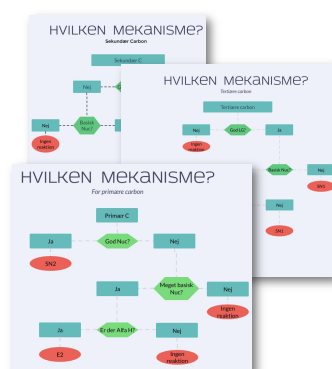 HVILKEN MEKANISME?
Sekundær Carbon
Sekundær C
Nej
Basisk
Nuc?
Nej
Ingen
reaktion
HVILKEN MEKANISME?
Tertiære carbon
Tertiære carbon
Nej
God LG?
Ja
Ingen
reaktion
Basisk Nuc?
Nej
SN1
Nej
SN1
HVILKEN MEKANISME?
For primære carbon
Primær C
Ja
God Nuc?
Nej
SN2
Ja
Meget basisk
Nuc?
Nej
Ingen
reaktion
Ja
Er der Alfa H?
Nej
E2
Ingen
reaktion